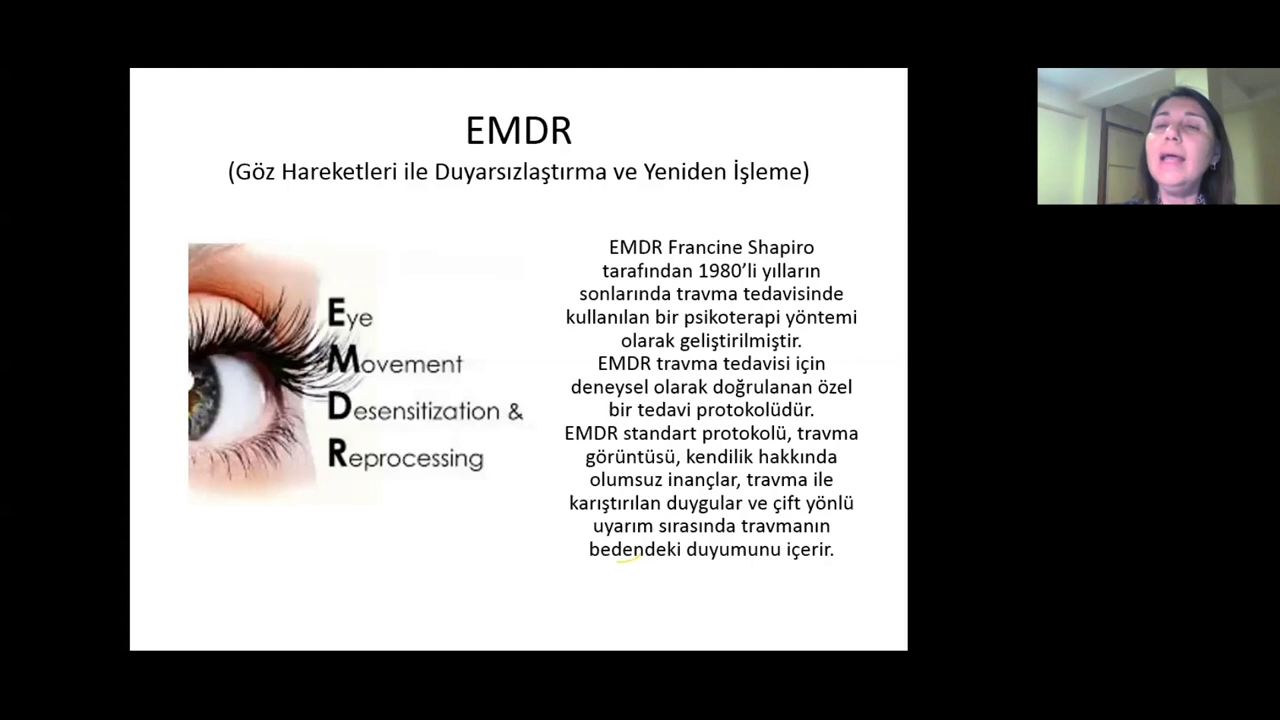 EMDR
(Göz Hareketleri ile Duyarsızlaştırma ve Yeniden İşleme)
Eye
Movement
Desensitization &
Reprocessing
EMDR Francine Shapiro
tarafından 1980’li yılların
sonlarında travma tedavisinde
kullanılan bir psikoterapi yöntemi
olarak geliştirilmiştir.
EMDR travma tedavisi için
deneysel olarak doğrulanan özel
bir tedavi protokolüdür.
EMDR standart protokolü, travma
görüntüsü, kendilik hakkında
olumsuz inançlar, travma ile
karıştırılan duygular ve çift yönlü
uyarım sırasında travmanın
bedendeki duyumunu içerir.